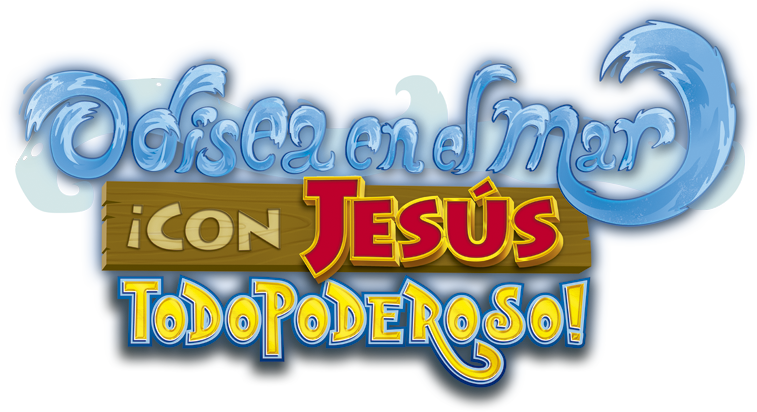 Odisea en el mar
¡CON JESÚS
TODOPODEROSO!